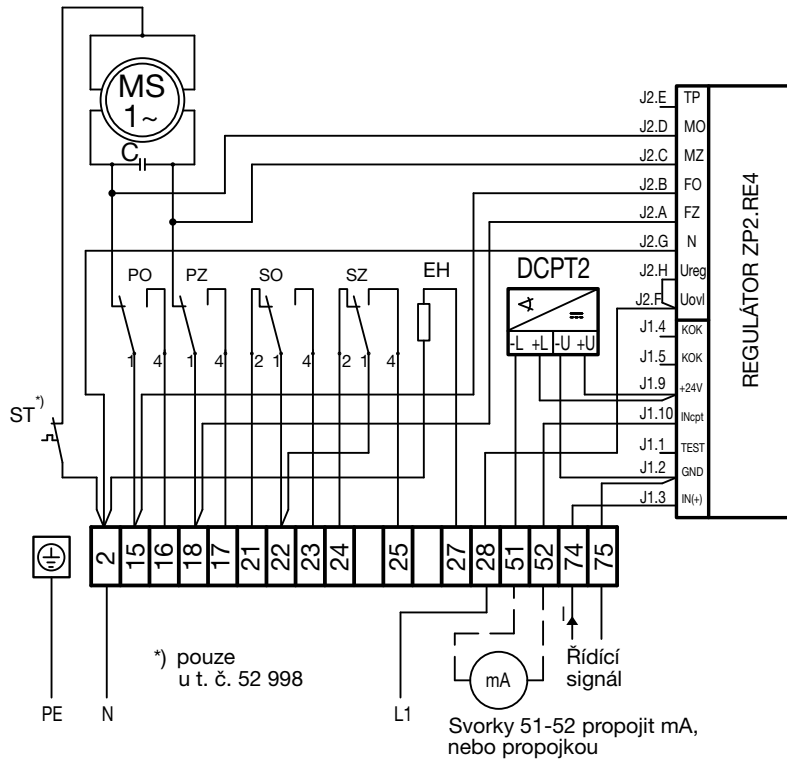 MS
1~
C
J2.E TP
J2.D MO
J2.C MZ
J2.B FO
J2.A FZ
J2.G N
J2.H Ureg
J2.F Uovl
J1.4 KOK
J1.5 KOK
J1.9 +24V
J1.10 INcpt
J1.1 TEST
J1.2 GND
J1.3 IN(+)
REGULÁTOR ZP2.RE4
PO PZ SO SZ EH DCPT2
-L +L -U +U
1 4 1 4 2 1 4 2 1 4
ST*)
2 15 16 18 17 21 22 23 24 25 27 28 51 52 74 75
*) pouze
u t. č. 52 998
PE N L1
mA
I
Řídící
signál
Svorky 51-52 propojit mA,
nebo propojkou